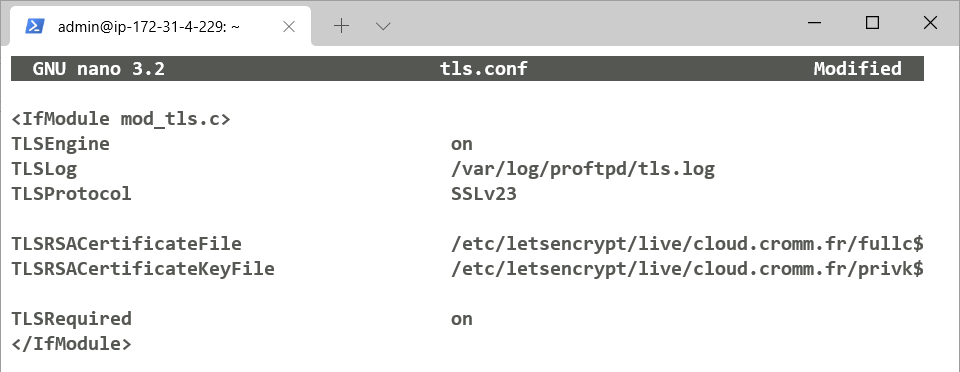 admin@ip-172-31-4-229: ~
GNU nano 3.2 tls.conf Modified
<IfModule mod_tls.c>
TLSEngine on
TLSLog /var/log/proftpd/tls.log
TLSProtocol SSLv23
TLSRSACertificateFile /etc/letsencrypt/live/cloud.cromm.fr/fullc$
TLSRSACertificateKeyFile /etc/letsencrypt/live/cloud.cromm.fr/privk$
TLSRequired on
</IfModule>